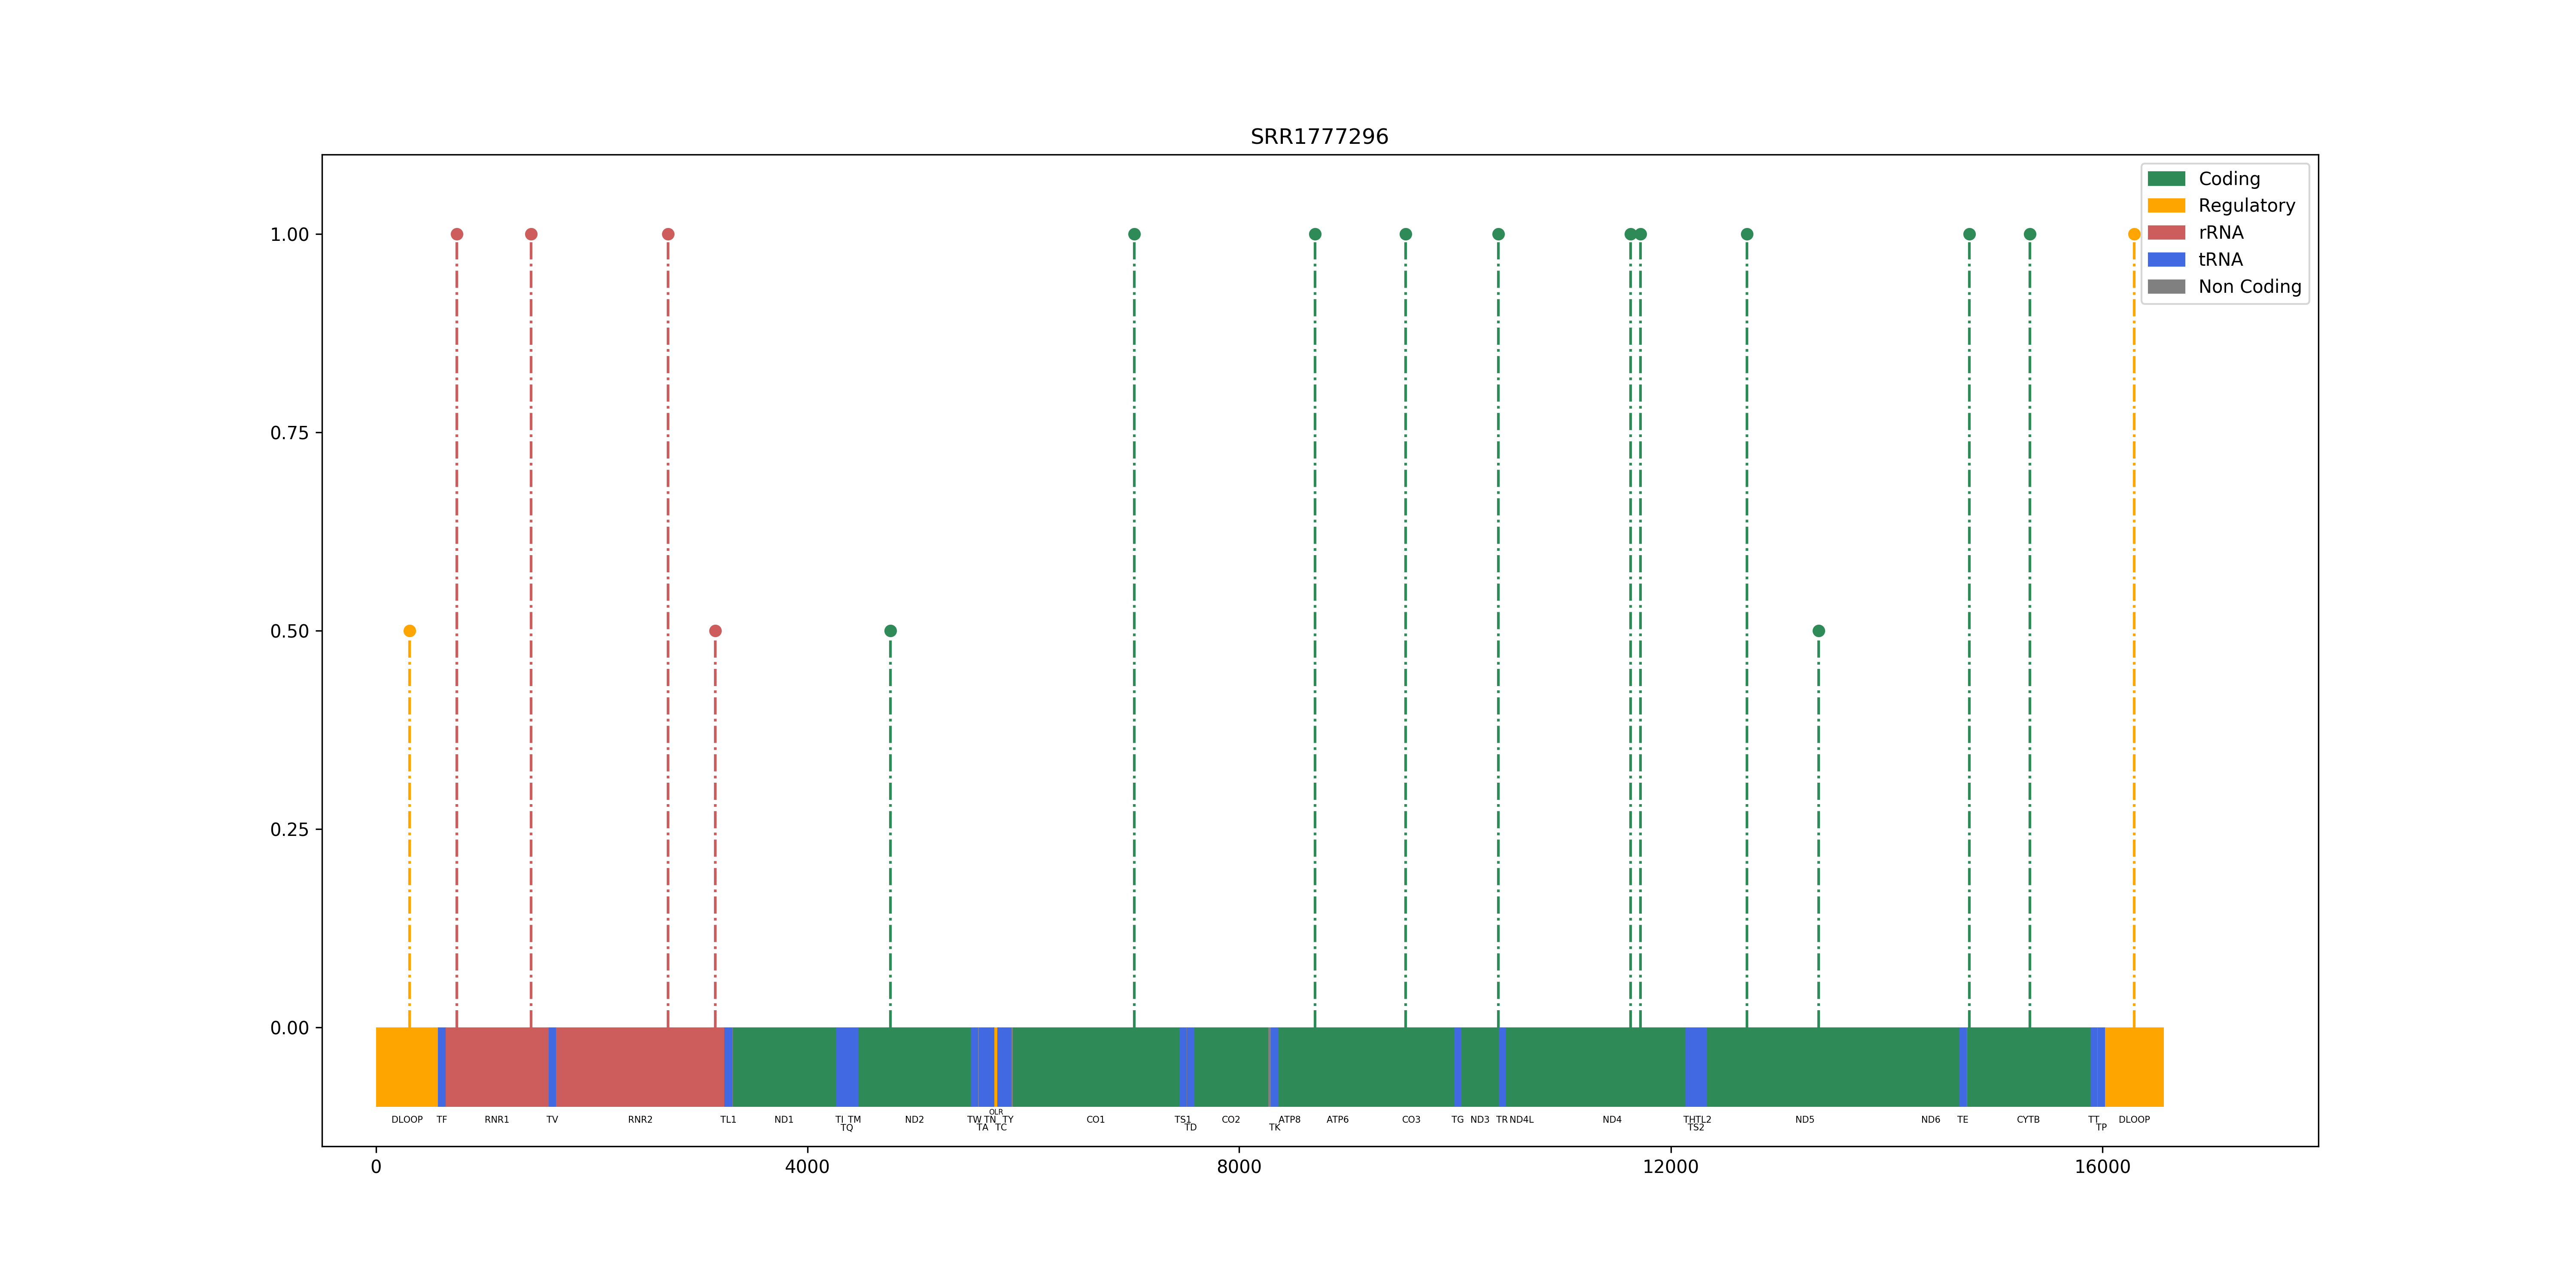 SRR1777296
Coding
Regulatory
rRNA
tRNA
Non Coding
1.00
0.75
0.50
0.25
0.00
OLR
DLOOP TF RNR1 TV RNR2 TL1 ND1 TI TM ND2 TW TN TY CO1 TS1 CO2 ATP8 ATP6 CO3 TG ND3 TR ND4L ND4 TH TL2 ND5 ND6 TE CYTB TT DLOOP
TQ TA TC TD TK TS2 TP
0 4000 8000 12000 16000